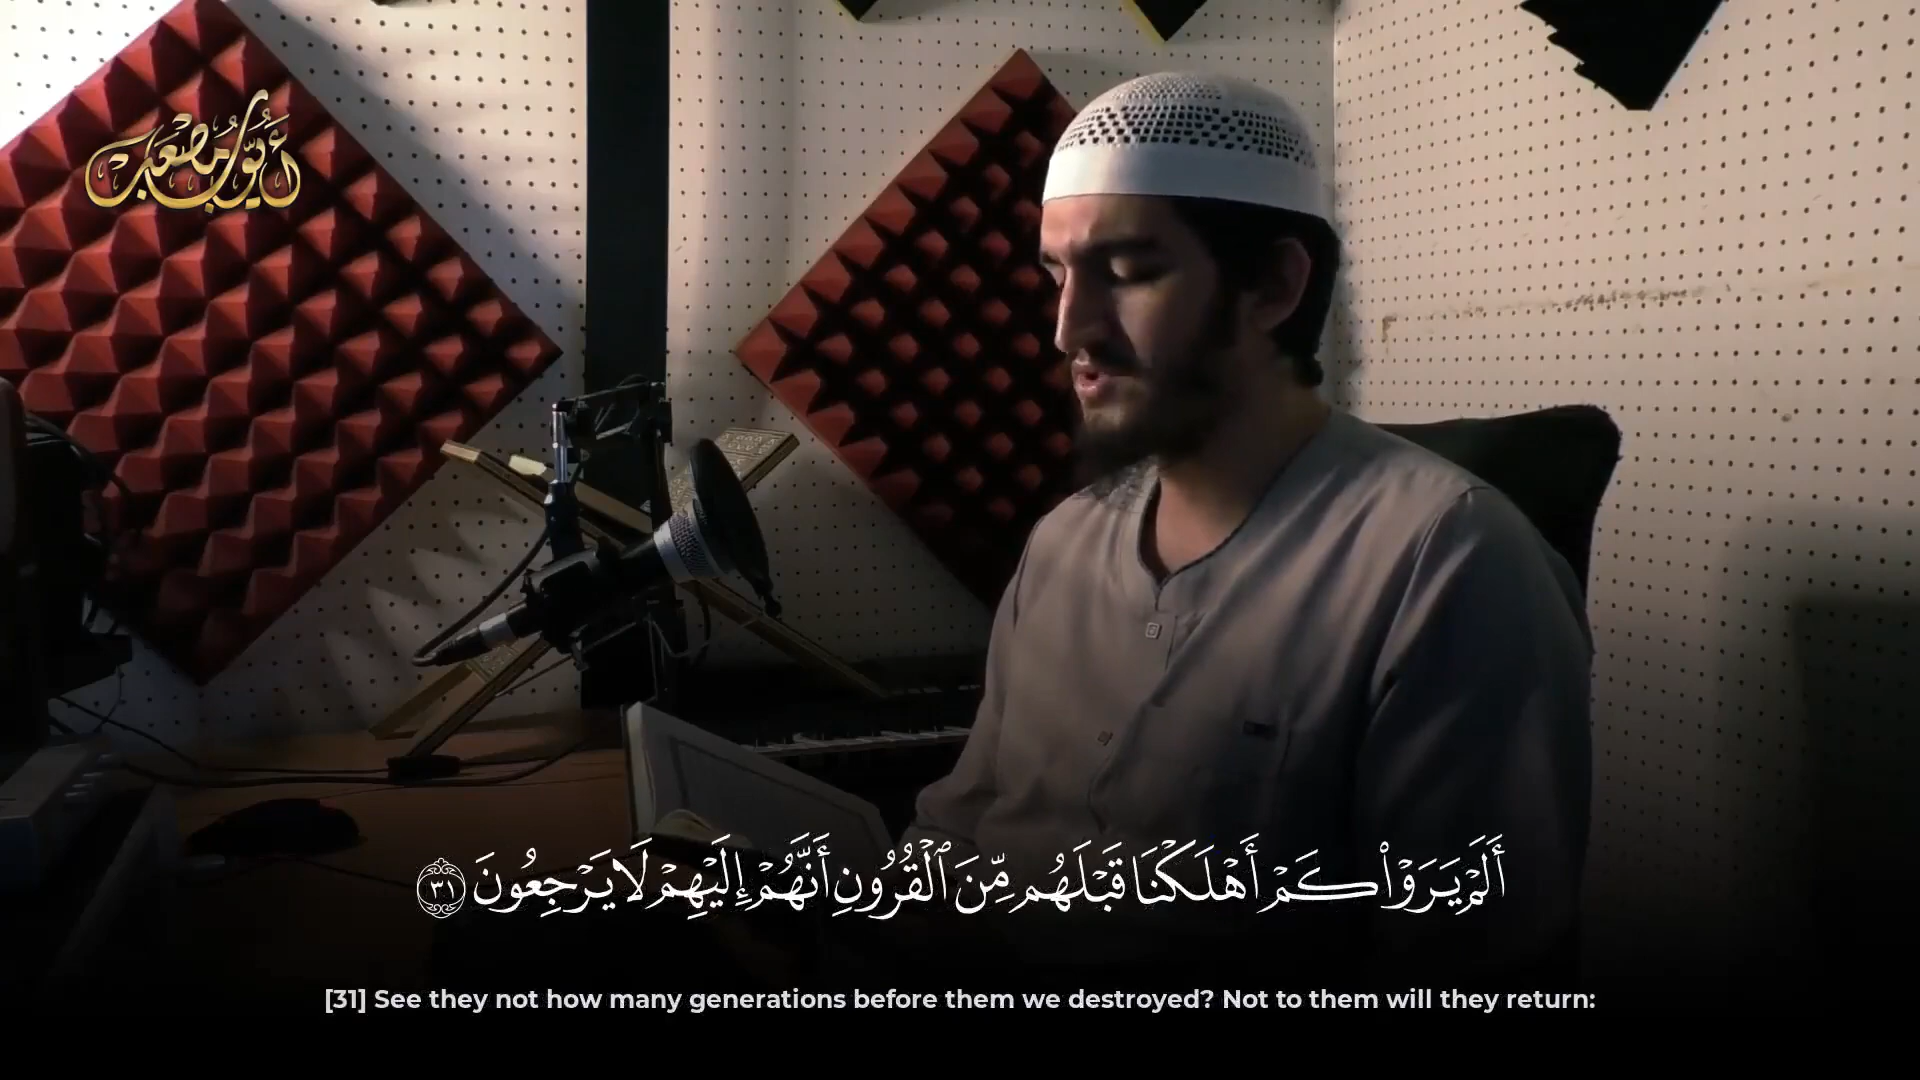 أيوب مصعب
أَلَمْ يَرَوْا۟ كَمْ أَهْلَكْنَا قَبْلَهُم مِّنَ ٱلْقُرُونِ أَنَّهُمْ إِلَيْهِمْ لَا يَرْجِعُونَ ٣١
[31] See they not how many generations before them we destroyed? Not to them will they return: